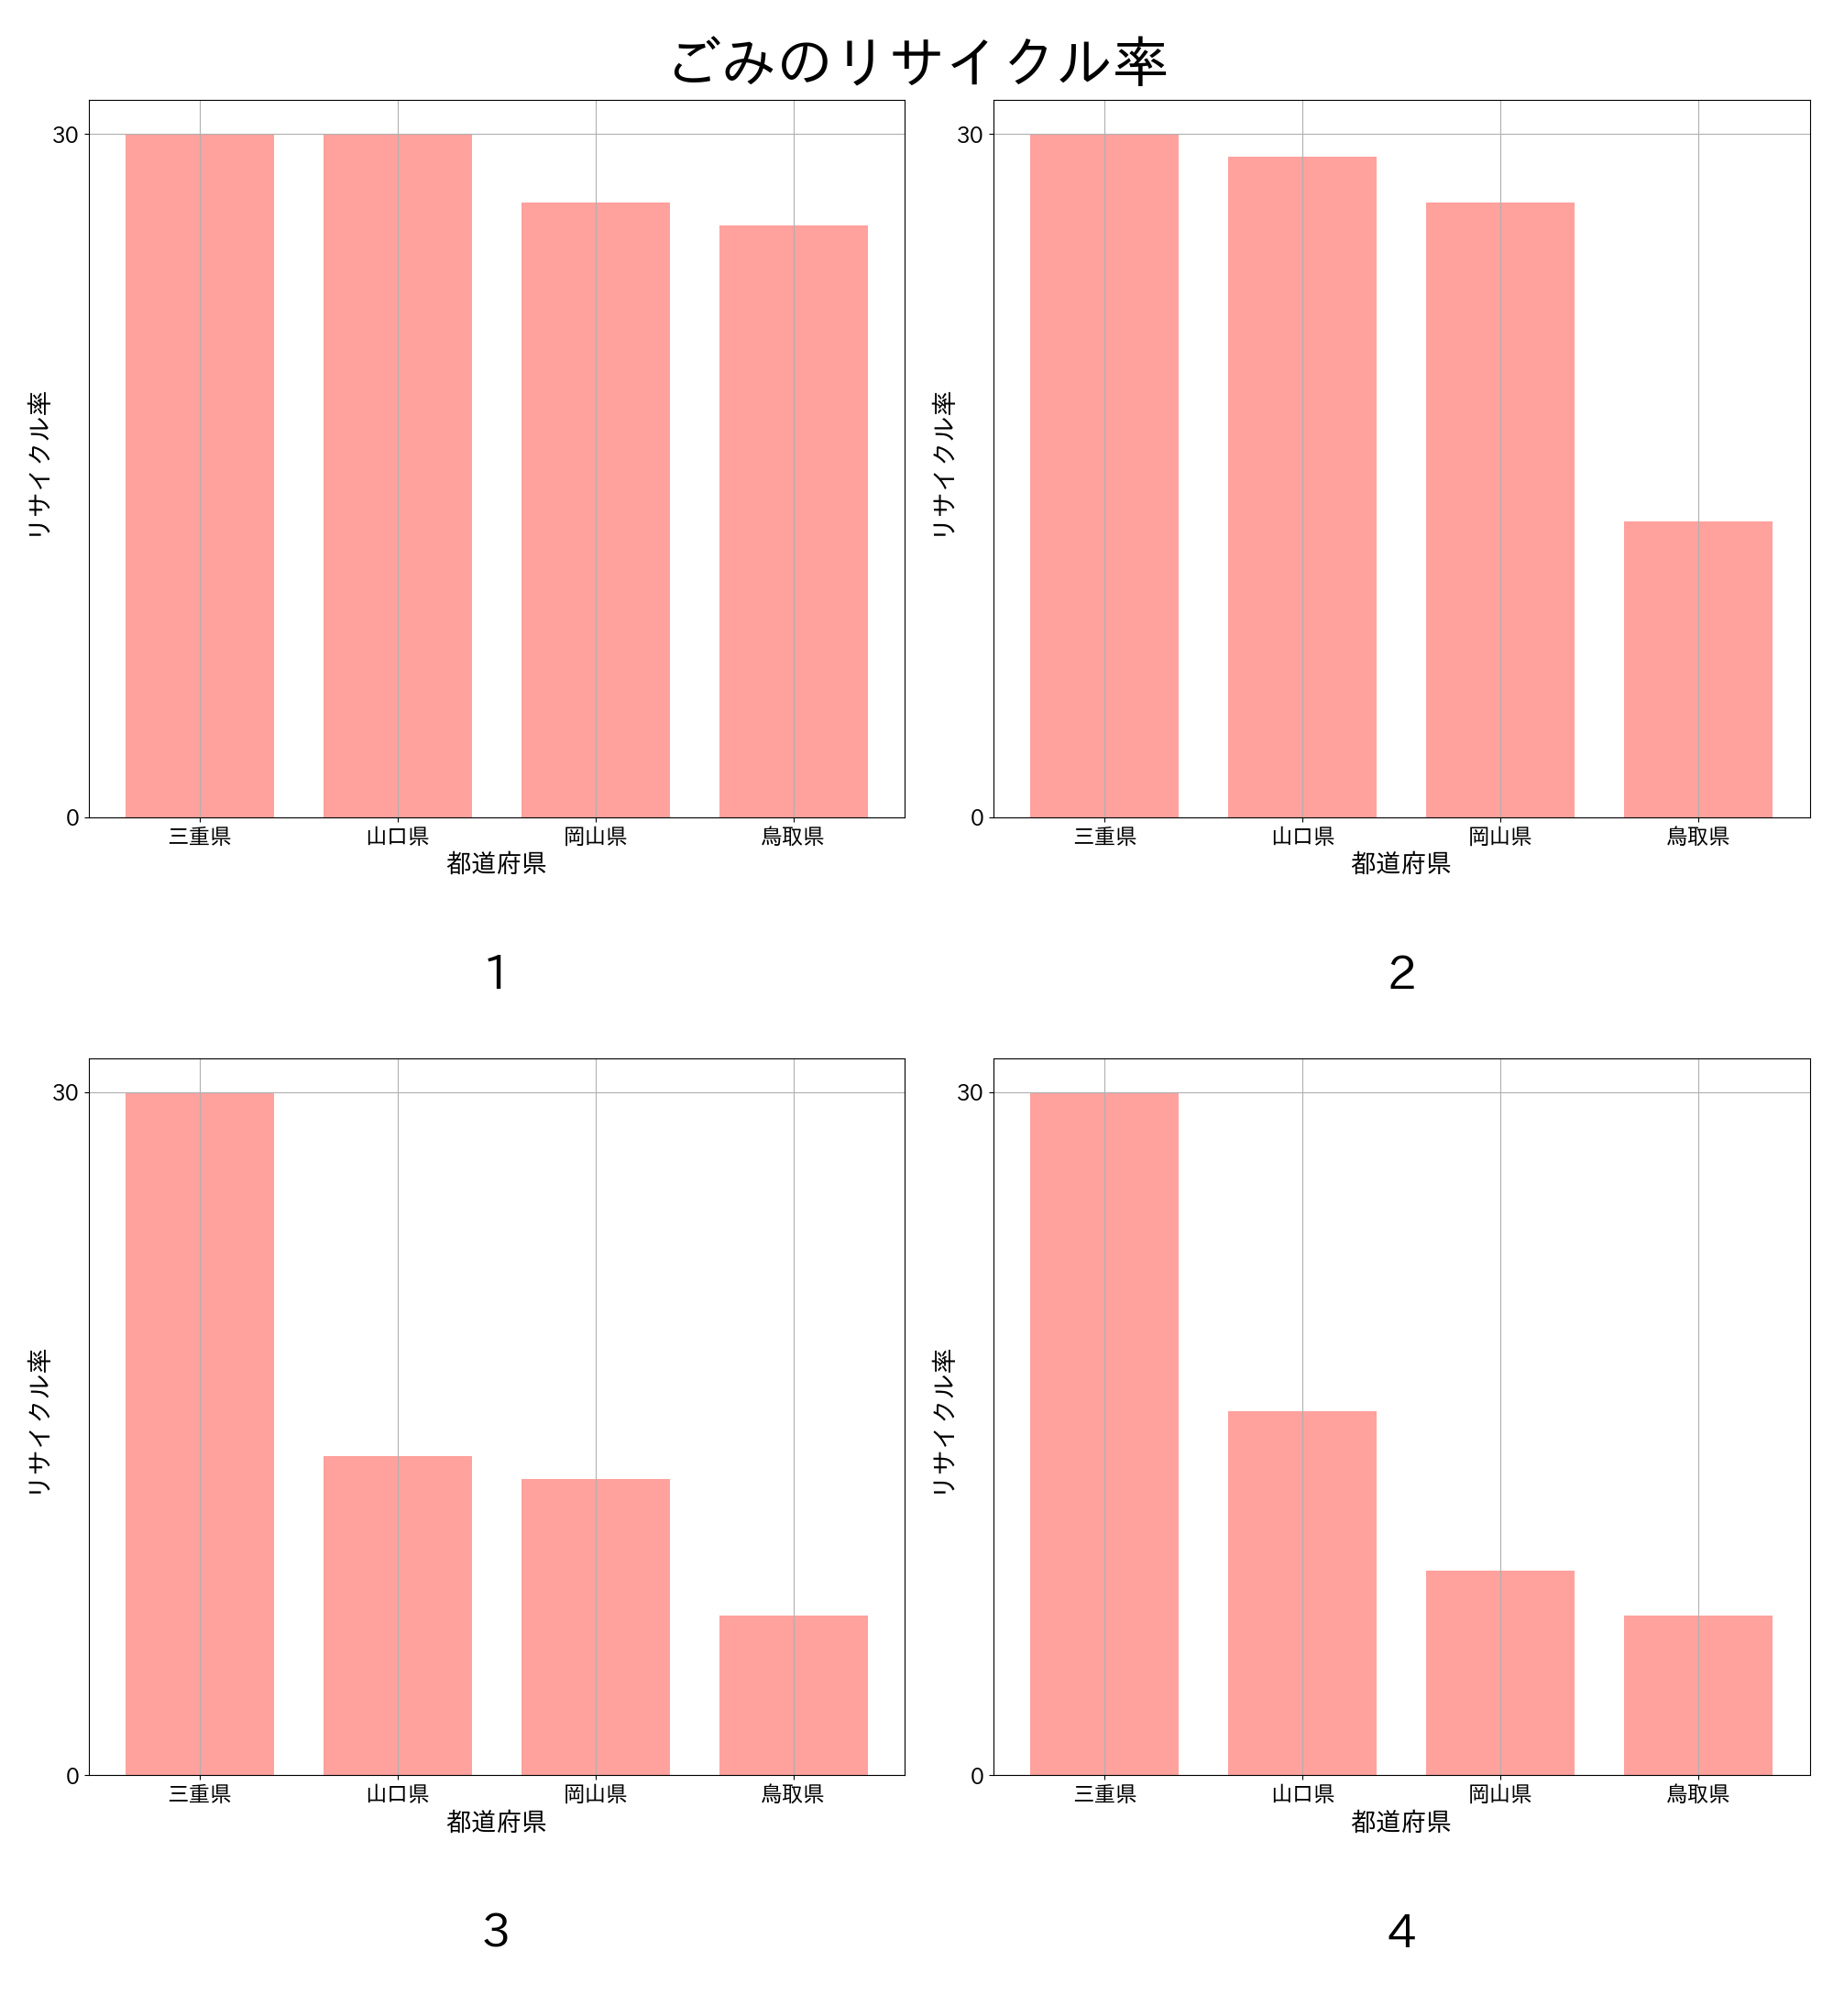 ごみのリサイクル率
30
0
リサイクル率
三重県 山口県 岡山県 鳥取県
都道府県
1
30
0
リサイクル率
三重県 山口県 岡山県 鳥取県
都道府県
2
30
0
リサイクル率
三重県 山口県 岡山県 鳥取県
都道府県
3
30
0
リサイクル率
三重県 山口県 岡山県 鳥取県
都道府県
4